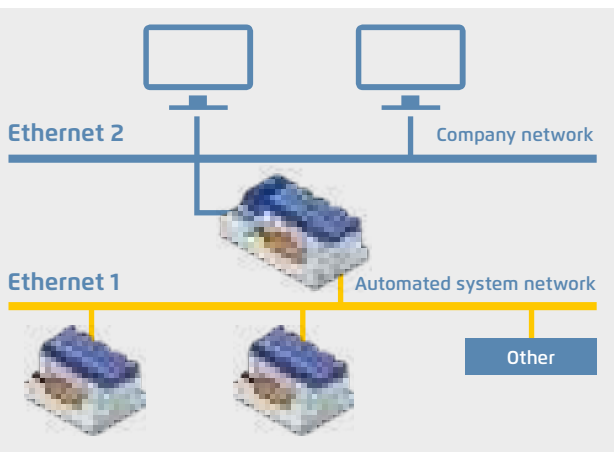 Ethernet 2
Company network
Ethernet 1
Automated system network
Other